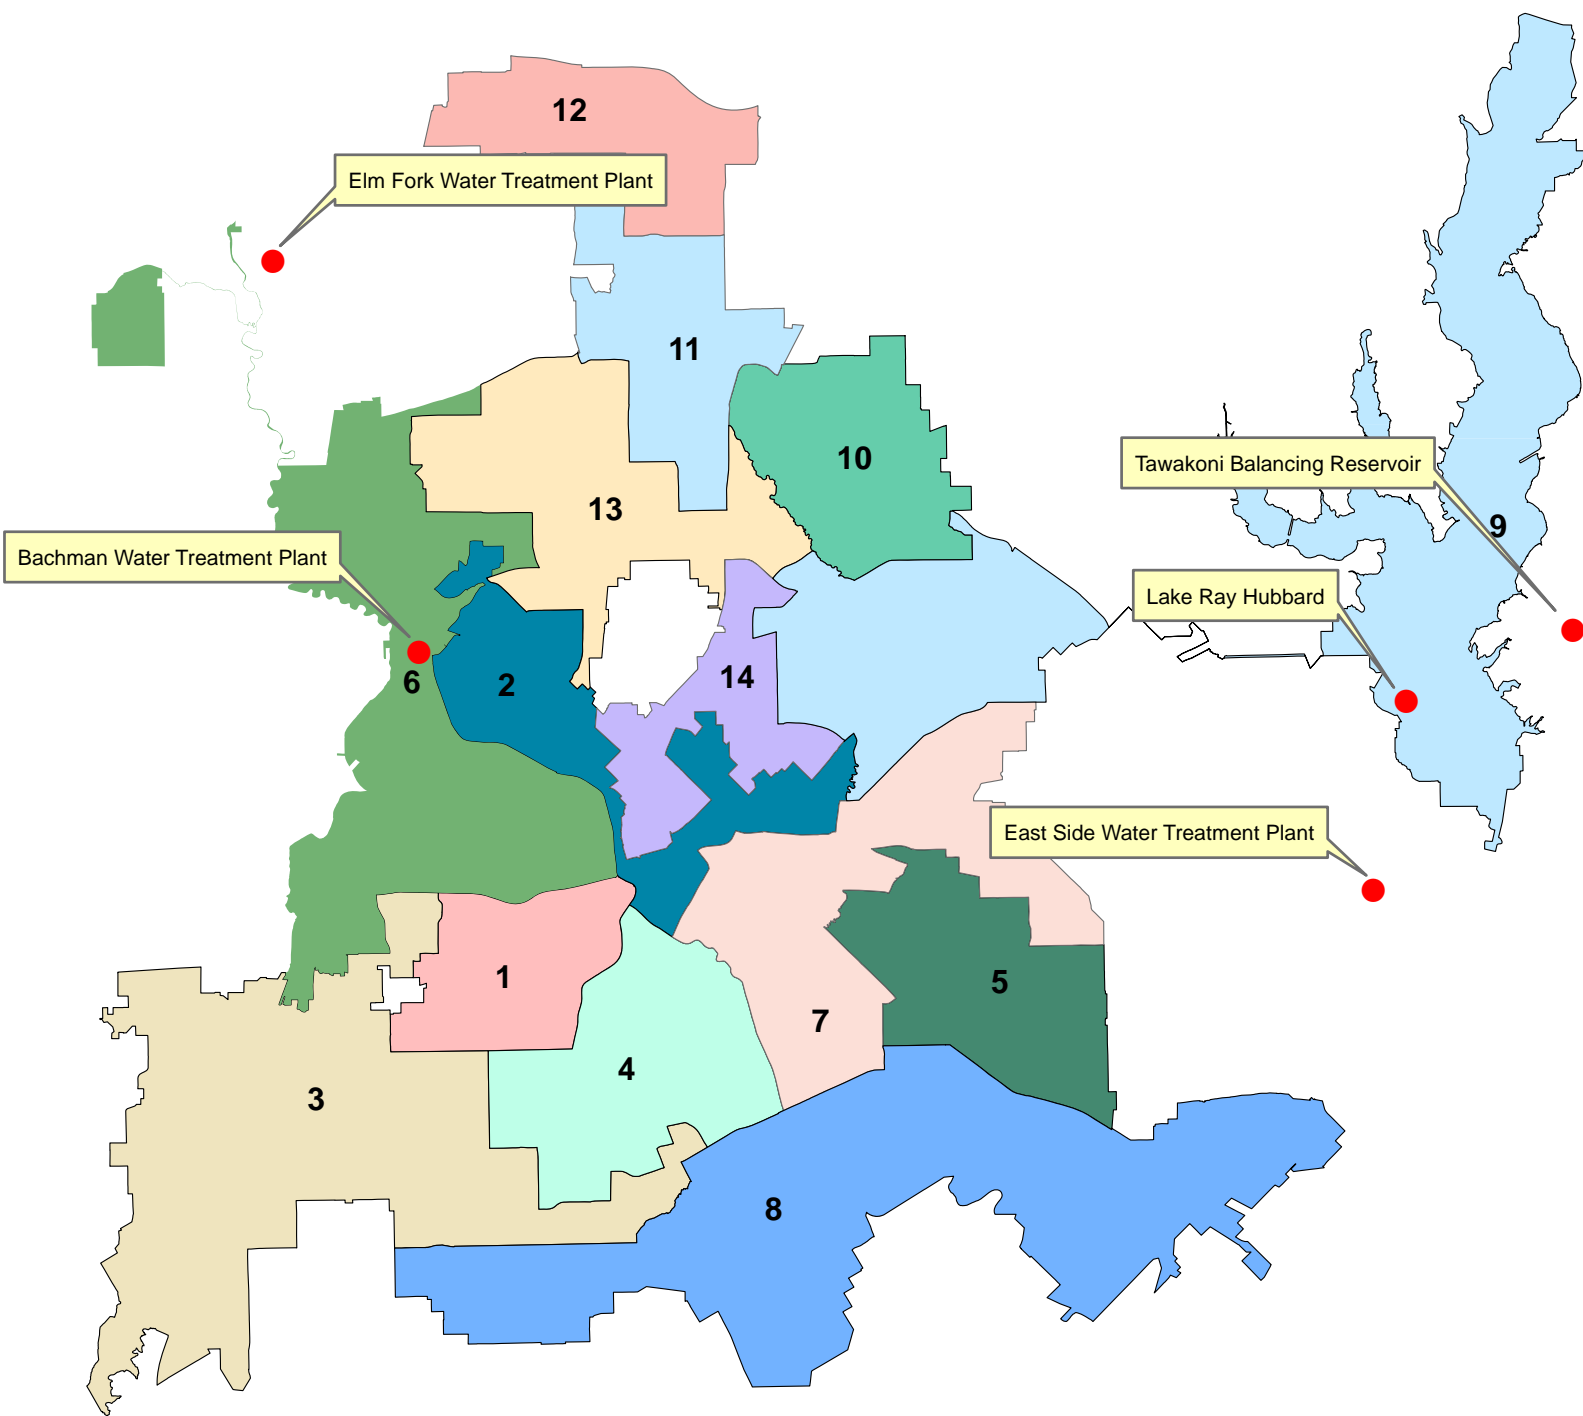 12
Elm Fork Water Treatment Plant
11
10
Tawakoni Balancing Reservoir
13
9
Bachman Water Treatment Plant
Lake Ray Hubbard
6
2
14
East Side Water Treatment Plant
1
5
7
4
3
8